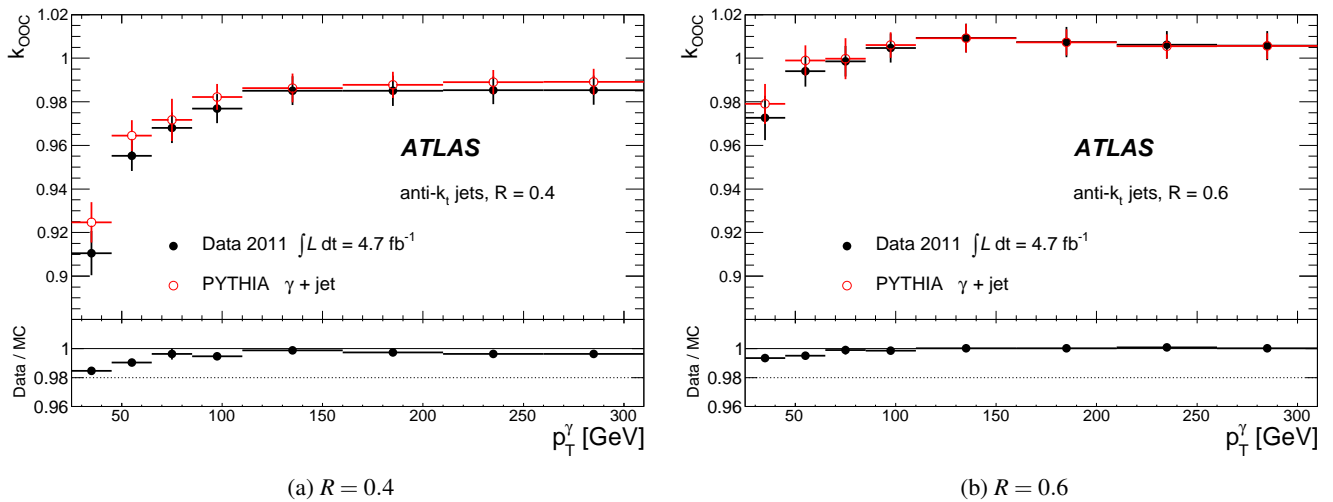 k_OOC
1.02
1
0.98
0.96
0.94
0.92
0.9
ATLAS
anti-k_t jets, R = 0.4
Data 2011 ∫L dt = 4.7 fb^-1
PYTHIA γ + jet
Data / MC
1
0.98
0.96
50 100 150 200 250 300
p_T^γ [GeV]
(a) R = 0.4
k_OOC
1.02
1
0.98
0.96
0.94
0.92
0.9
ATLAS
anti-k_t jets, R = 0.6
Data 2011 ∫L dt = 4.7 fb^-1
PYTHIA γ + jet
Data / MC
1
0.98
0.96
50 100 150 200 250 300
p_T^γ [GeV]
(b) R = 0.6